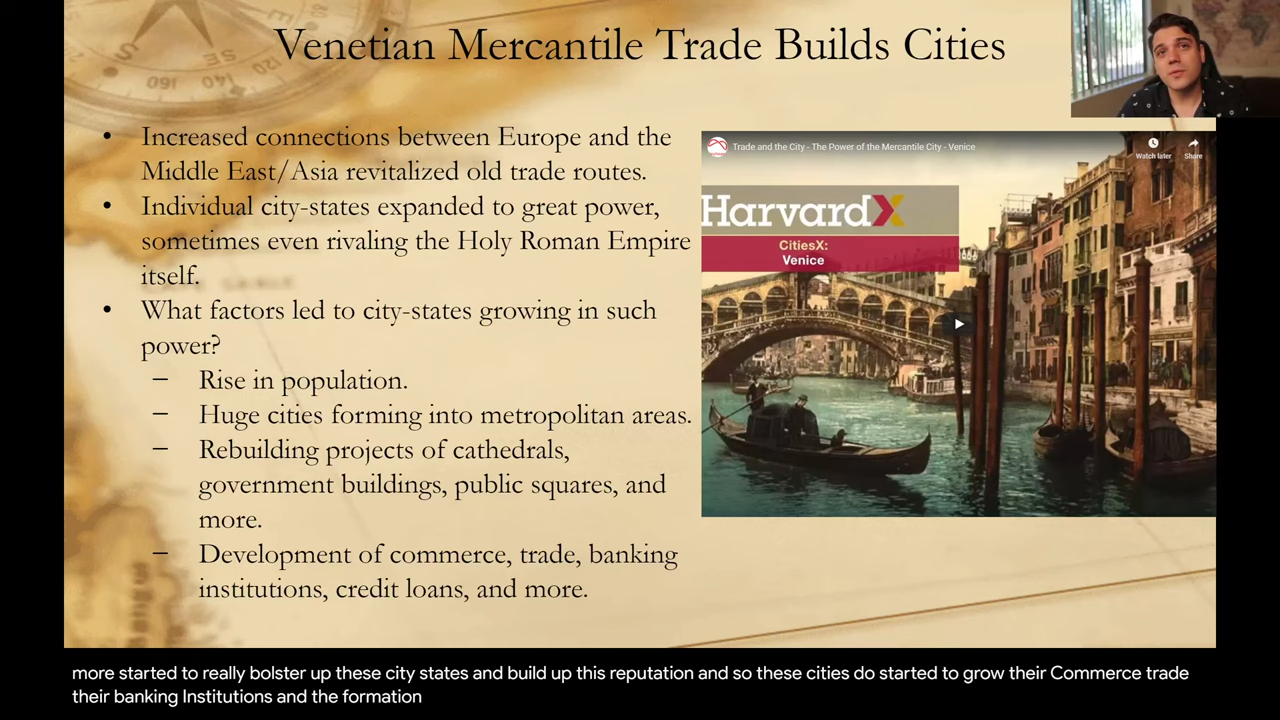 Venetian Mercantile Trade Builds Cities
• Increased connections between Europe and the
Middle East/Asia revitalized old trade routes.
• Individual city-states expanded to great power,
sometimes even rivaling the Holy Roman Empire
itself.
• What factors led to city-states growing in such
power?
– Rise in population.
– Huge cities forming into metropolitan areas.
– Rebuilding projects of cathedrals,
government buildings, public squares, and
more.
– Development of commerce, trade, banking
institutions, credit loans, and more.
Trade and the City - The Power of the Mercantile City - Venice
Watch later
Share
HarvardX
CitiesX:
Venice
S
SE
160
140
120
more started to really bolster up these city states and build up this reputation and so these cities do started to grow their Commerce trade
their banking Institutions and the formation